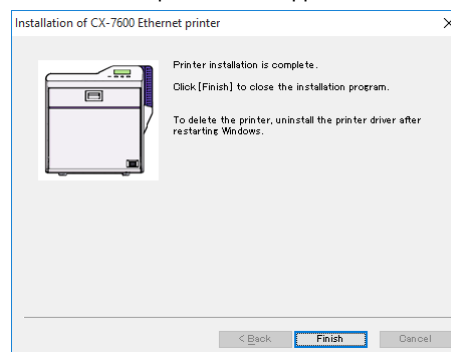 Installation of CX-7600 Ethernet printer
Printer installation is complete.
Click [Finish] to close the installation program.
To delete the printer, uninstall the printer driver after
restarting Windows.
< Back
Finish
Cancel